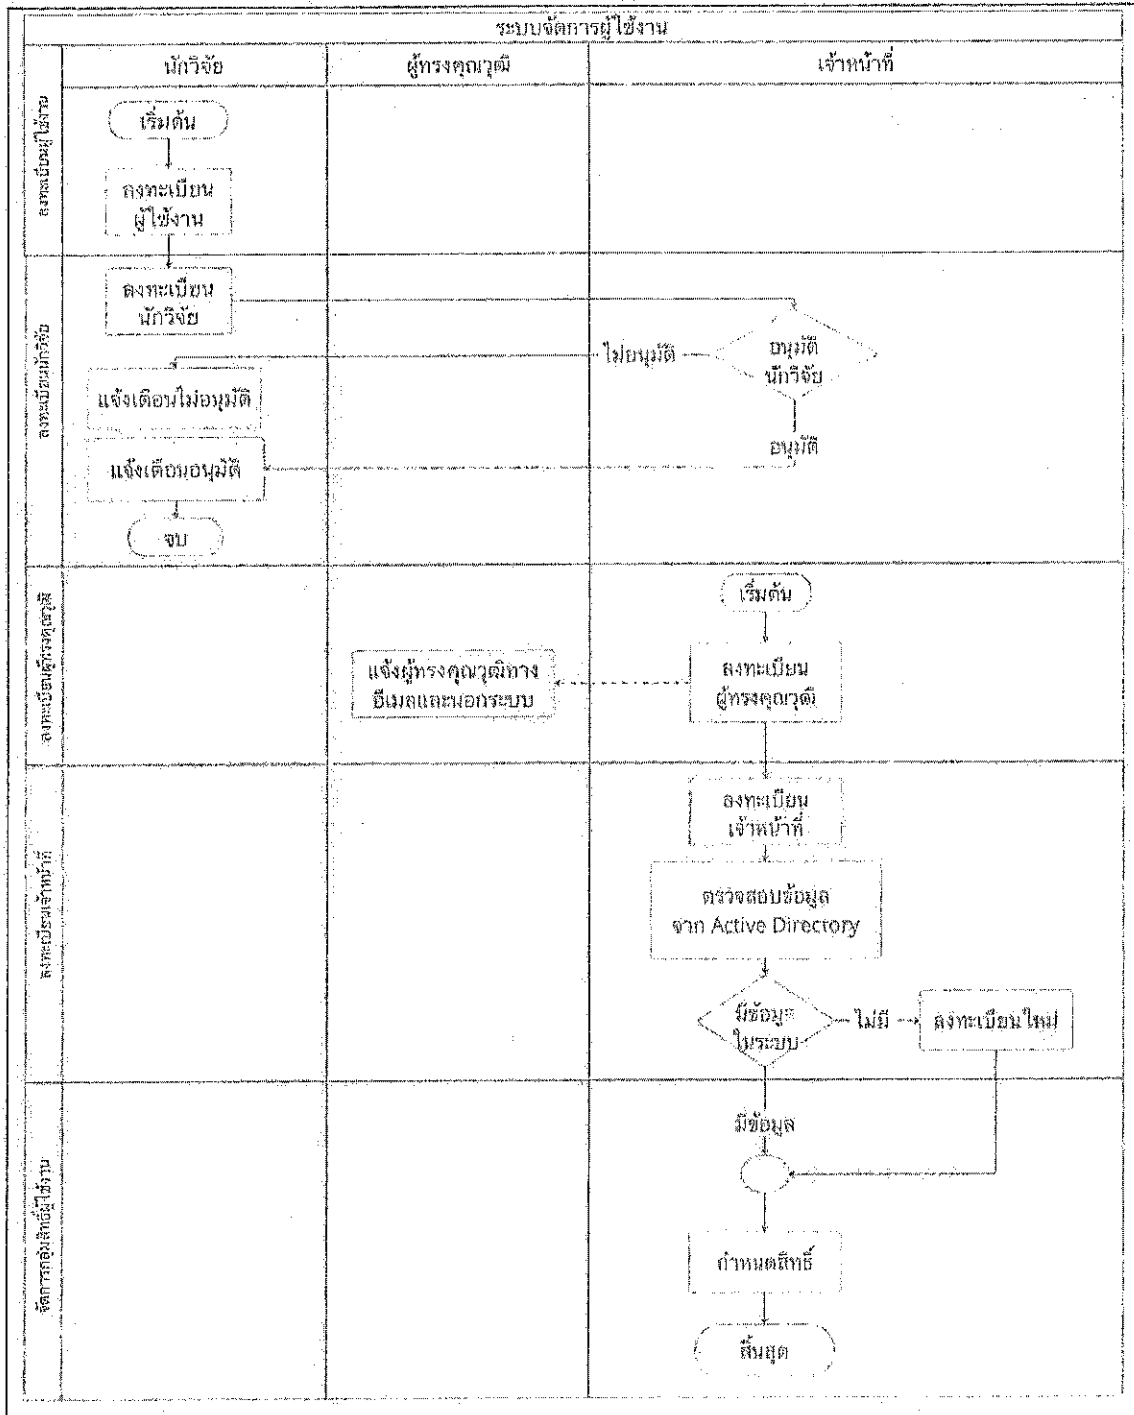 ระบบจัดการผู้ใช้งาน
นักวิจัย
ผู้ทรงคุณวุฒิ
เจ้าหน้าที่
ลงทะเบียนผู้ใช้งาน
เริ่มต้น
ลงทะเบียน
ผู้ใช้งาน
ลงทะเบียนนักวิจัย
ลงทะเบียน
นักวิจัย
อนุมัติ
นักวิจัย
ไม่อนุมัติ
แจ้งเตือนไม่อนุมัติ
อนุมัติ
แจ้งเตือนอนุมัติ
จบ
ลงทะเบียนผู้ทรงคุณวุฒิ
เริ่มต้น
ลงทะเบียน
ผู้ทรงคุณวุฒิ
แจ้งผู้ทรงคุณวุฒิทาง
อีเมลและนอกระบบ
ลงทะเบียนเจ้าหน้าที่
ลงทะเบียน
เจ้าหน้าที่
ตรวจสอบข้อมูล
จาก Active Directory
มีข้อมูล
ในระบบ
ไม่มี
ลงทะเบียนใหม่
จัดการกลุ่มสิทธิ์ผู้ใช้งาน
มีข้อมูล
กำหนดสิทธิ์
สิ้นสุด